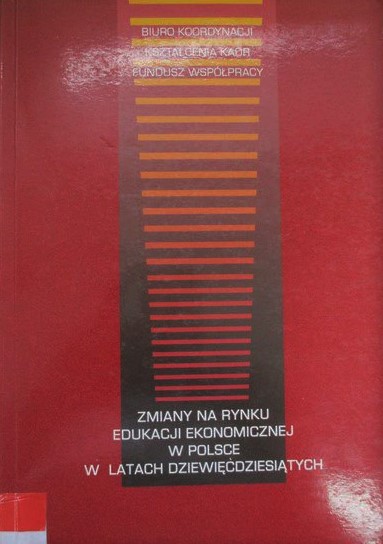 BIURO KOORDYNACJI
KSZTAŁCENIA KADR
FUNDUSZ WSPÓŁPRACY
ZMIANY NA RYNKU
EDUKACJI EKONOMICZNEJ
W POLSCE
W LATACH DZIEWIĘĆDZIESIĄTYCH